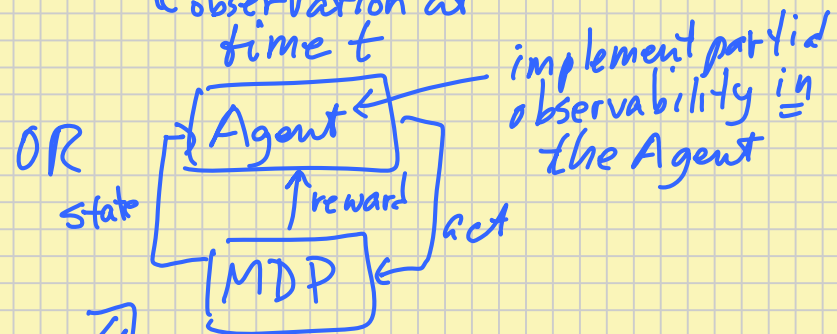 observation at
time t
implement partial
observability in
the Agent
Agent
OR
state
reward
act
MDP